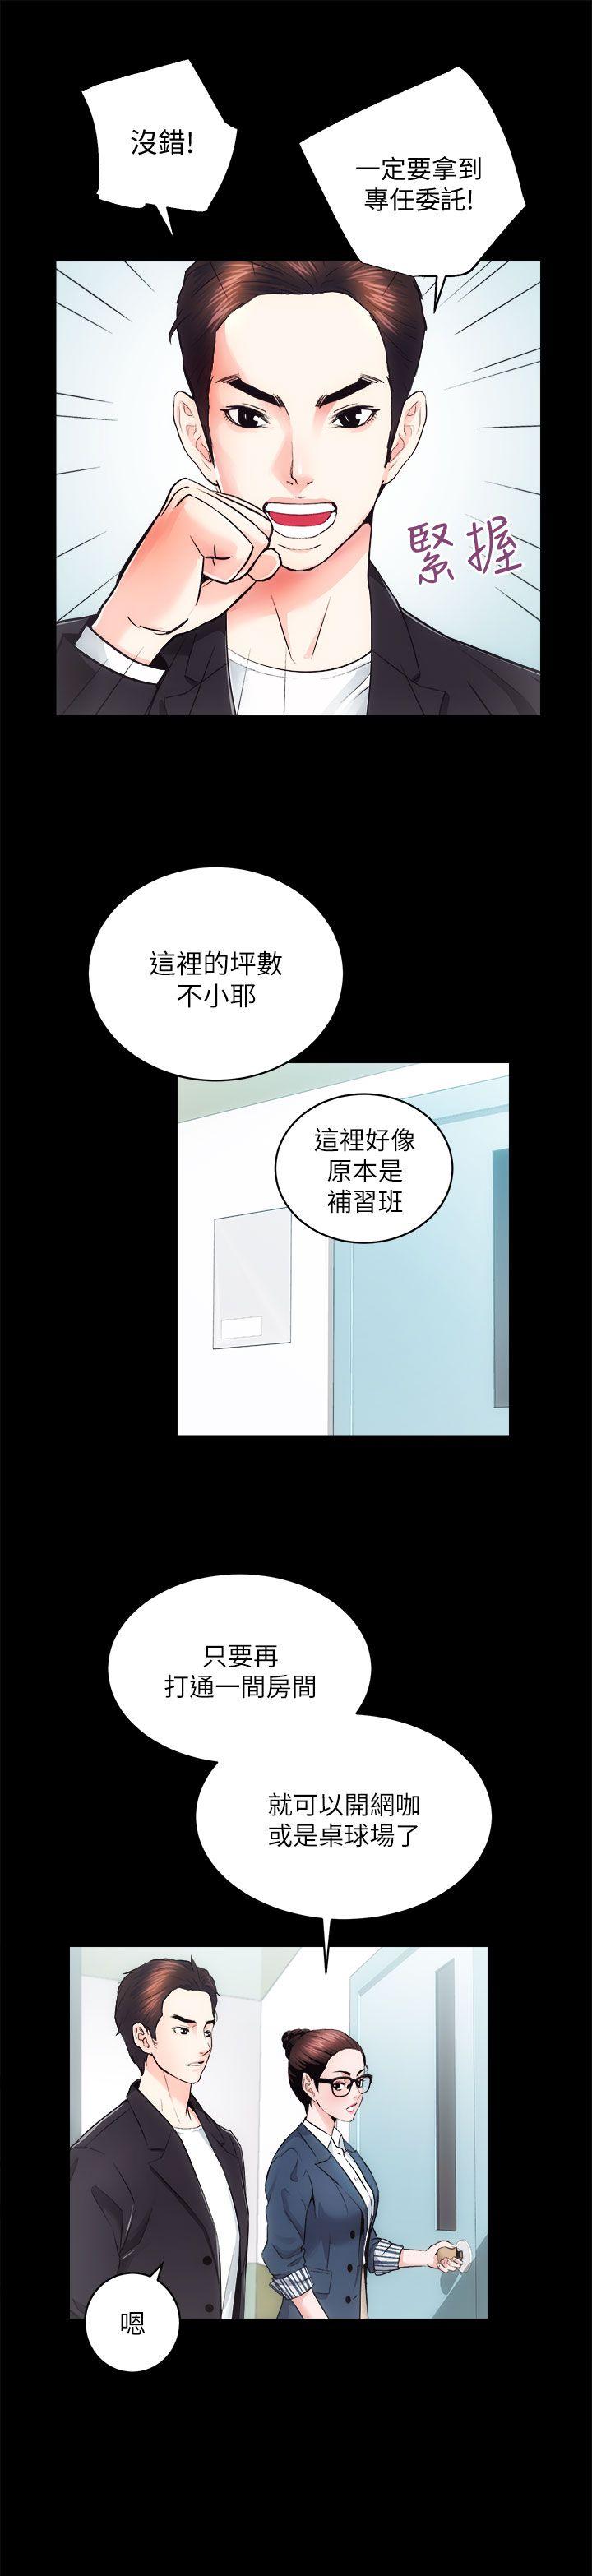 沒錯!
一定要拿到
專任委託!
緊握
這裡的坪數
不小耶
這裡好像
原本是
補習班
只要再
打通一間房間
就可以開網咖
或是桌球場了
嗯